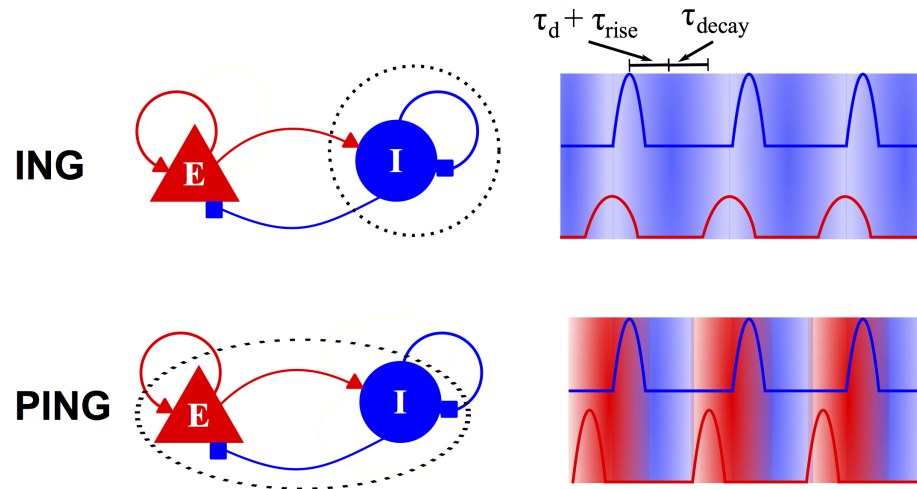 τd + τrise
τdecay
ING
E
I
PING
E
I